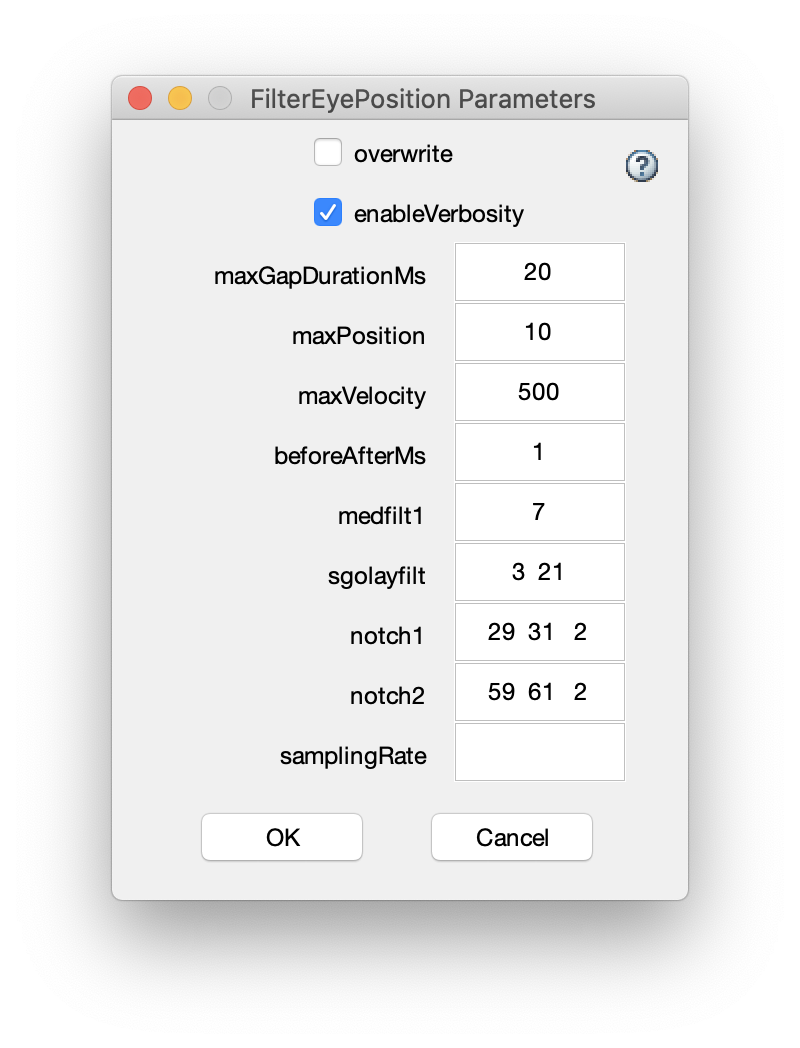 FilterEyePosition Parameters
overwrite
?
enableVerbosity
maxGapDurationMs 20
maxPosition 10
maxVelocity 500
beforeAfterMs 1
medfilt1 7
sgolayfilt 3 21
notch1 29 31 2
notch2 59 61 2
samplingRate
OK Cancel